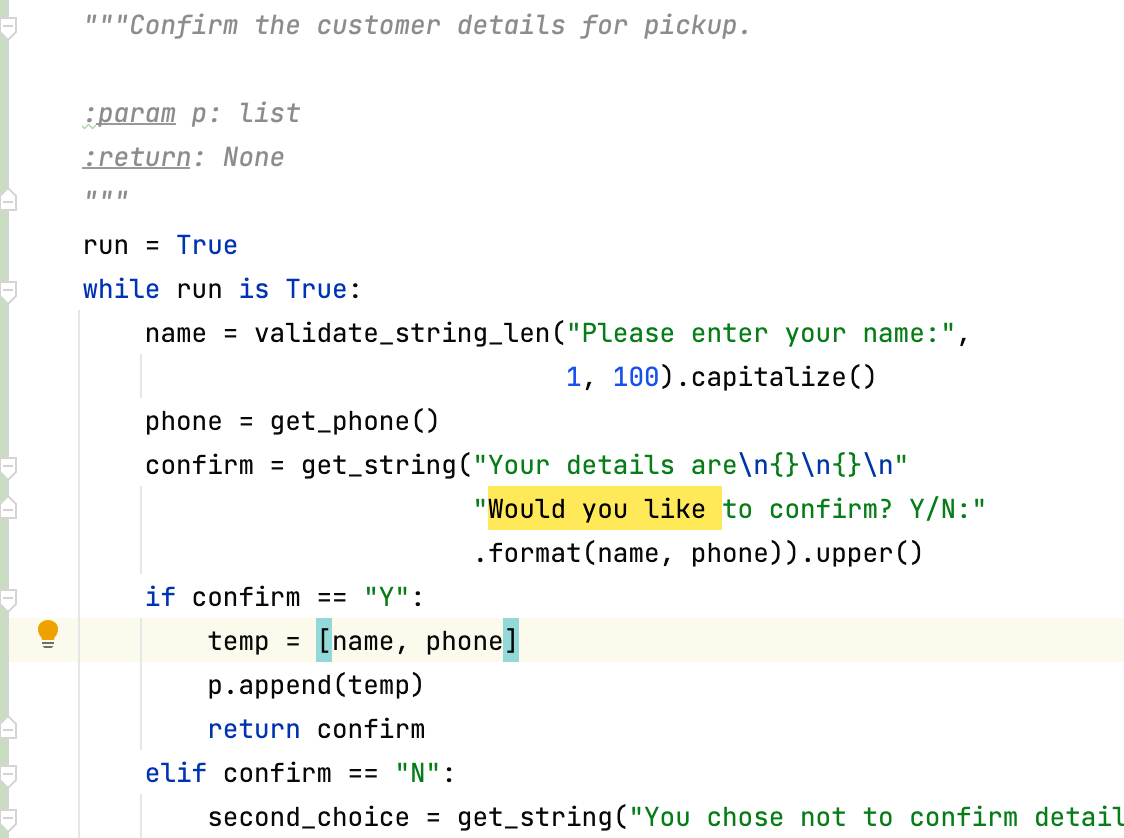 """Confirm the customer details for pickup.
:param p: list
:return: None
"""
run = True
while run is True:
name = validate_string_len("Please enter your name:",
1, 100).capitalize()
phone = get_phone()
confirm = get_string("Your details are\n{}\n{}\n"
"Would you like to confirm? Y/N:"
.format(name, phone)).upper()
if confirm == "Y":
temp = [name, phone]
p.append(temp)
return confirm
elif confirm == "N":
second_choice = get_string("You chose not to confirm detail